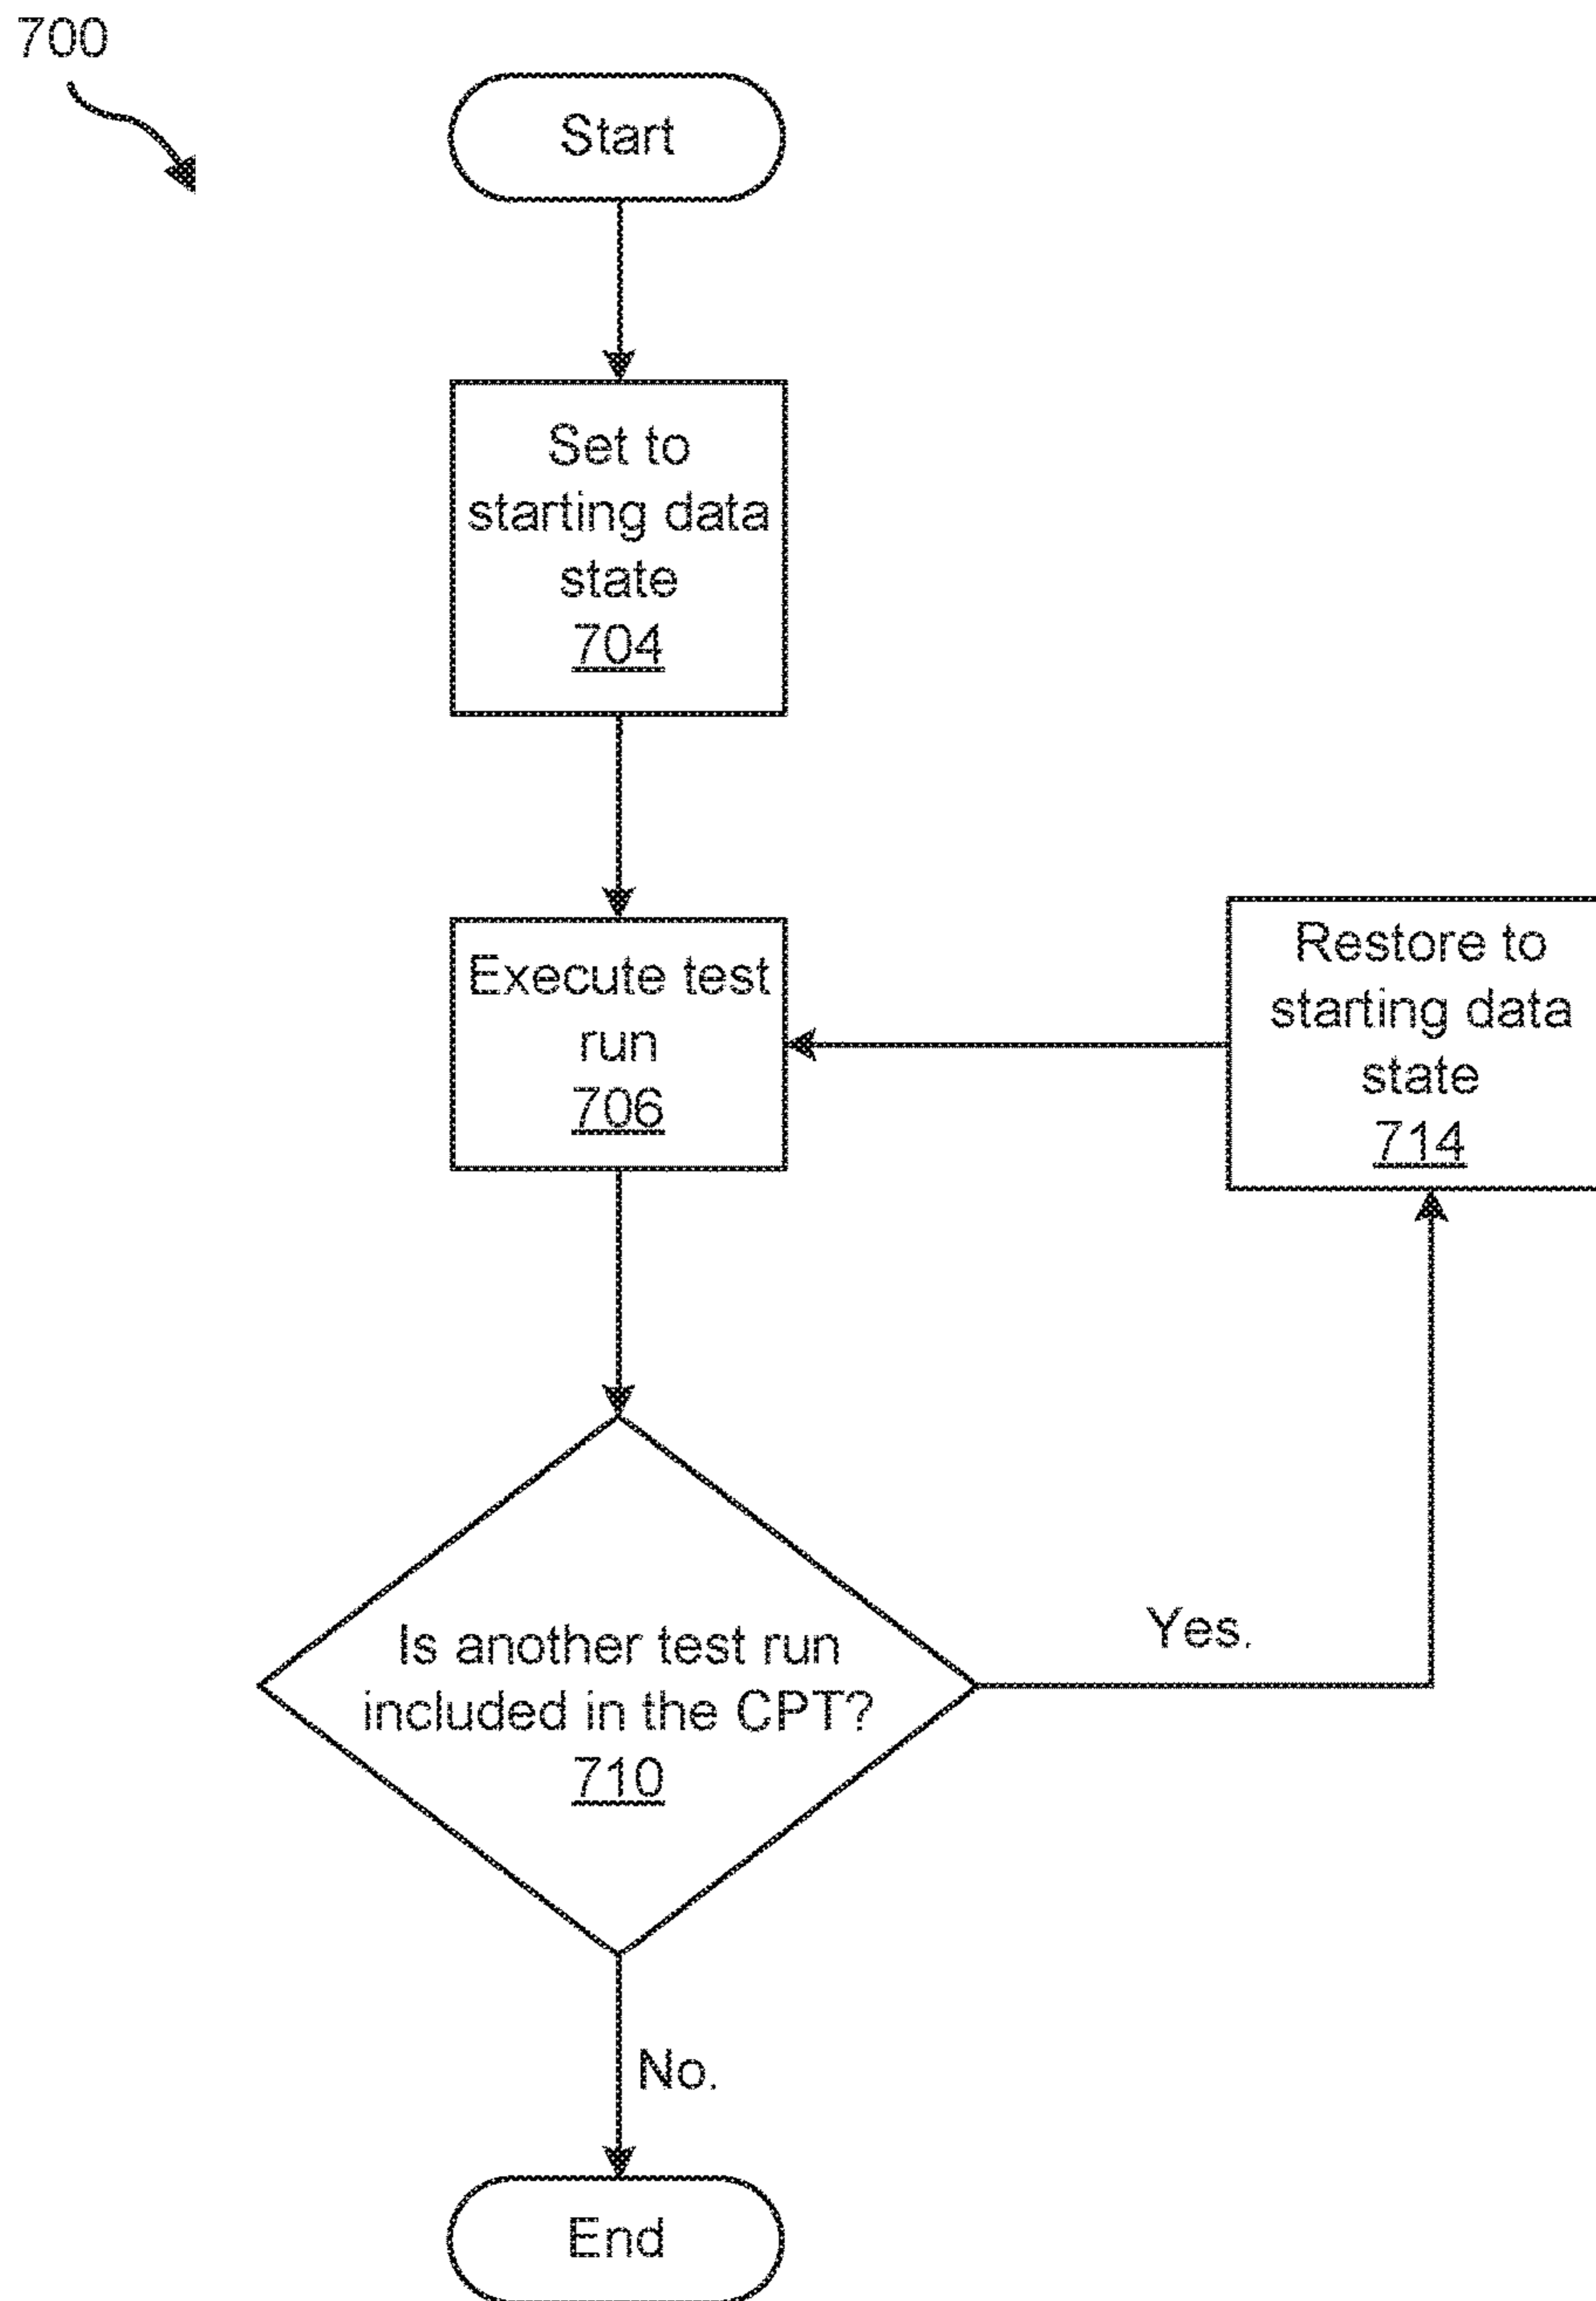 700
Start
Set to
starting data
state
704
Execute test
run
706
Restore to
starting data
state
714
Is another test run
included in the CPT?
710
Yes.
No.
End